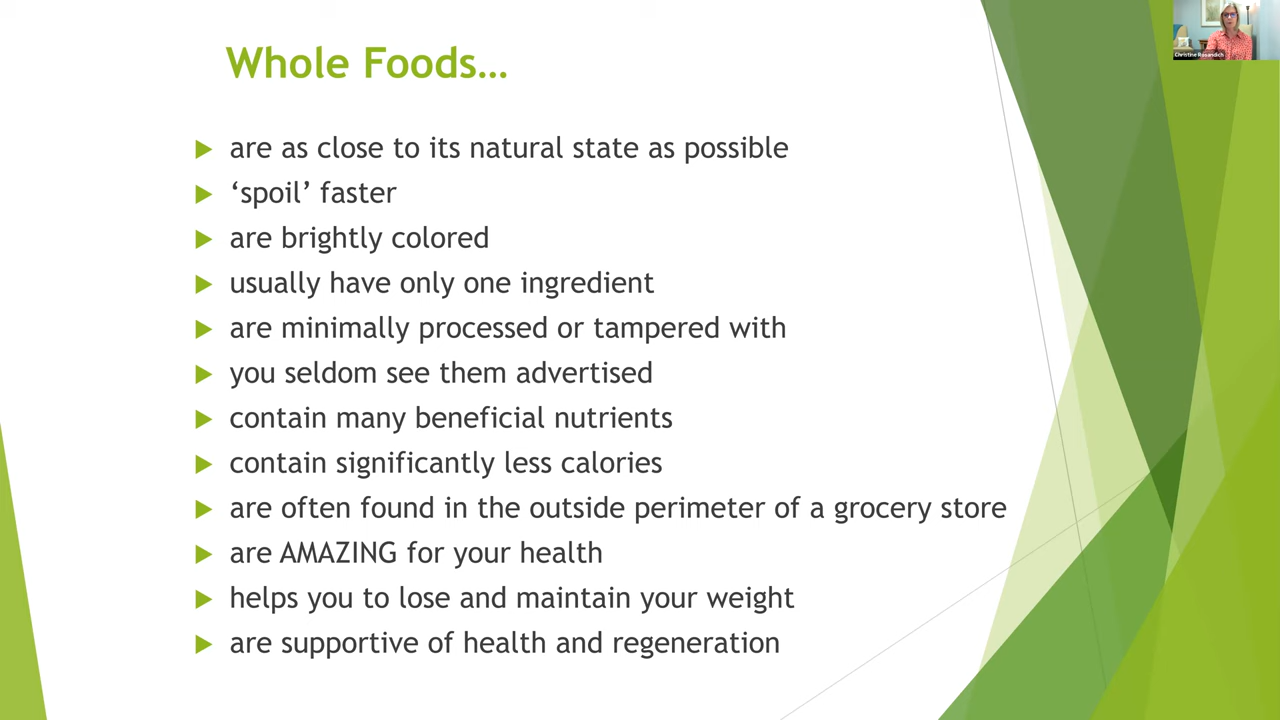 Whole Foods…
are as close to its natural state as possible
‘spoil’ faster
are brightly colored
usually have only one ingredient
are minimally processed or tampered with
you seldom see them advertised
contain many beneficial nutrients
contain significantly less calories
are often found in the outside perimeter of a grocery store
are AMAZING for your health
helps you to lose and maintain your weight
are supportive of health and regeneration
Christine Rosandich